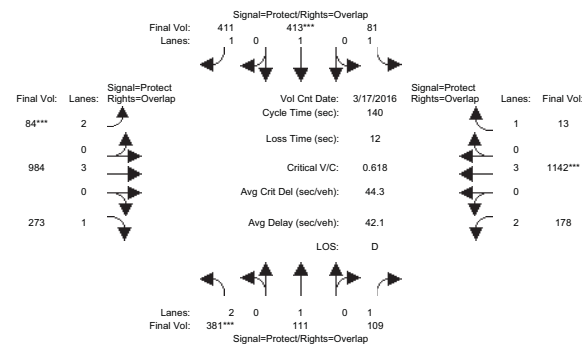 Signal=Protect/Rights=Overlap
Final Vol: 411 413*** 81
Lanes: 1 0 1 0 1
Signal=Protect Signal=Protect
Final Vol: Lanes: Rights=Overlap Vol Cnt Date: 3/17/2016 Rights=Overlap Lanes: Final Vol:
Cycle Time (sec): 140
84*** 2 1 13
Loss Time (sec): 12
0 0
984 3 Critical V/C: 0.618 3 1142***
0 Avg Crit Del (sec/veh): 44.3 0
273 1 Avg Delay (sec/veh): 42.1 2 178
LOS: D
Lanes: 2 0 1 0 1
Final Vol: 381*** 111 109
Signal=Protect/Rights=Overlap